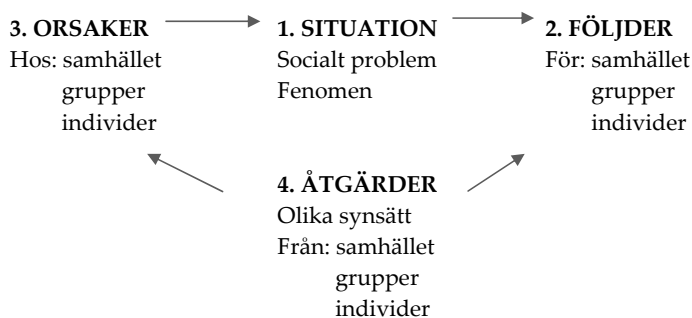 3. ORSAKER
Hos: samhället
grupper
individer
1. SITUATION
Socialt problem
Fenomen
2. FÖLJDER
För: samhället
grupper
individer
4. ÅTGÄRDER
Olika synsätt
Från: samhället
grupper
individer